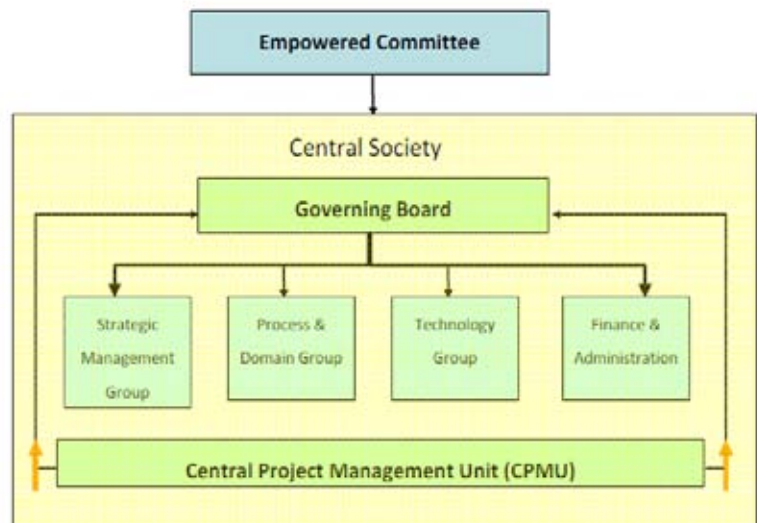 Empowered Committee
Central Society
Governing Board
Strategic
Management
Group
Process &
Domain Group
Technology
Group
Finance &
Administration
Central Project Management Unit (CPMU)